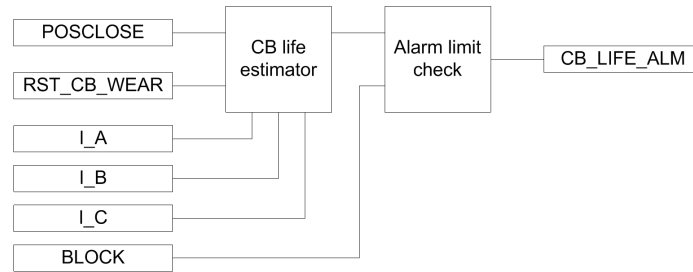 POSCLOSE
CB life
estimator
Alarm limit
check
CB_LIFE_ALM
RST_CB_WEAR
I_A
I_B
I_C
BLOCK